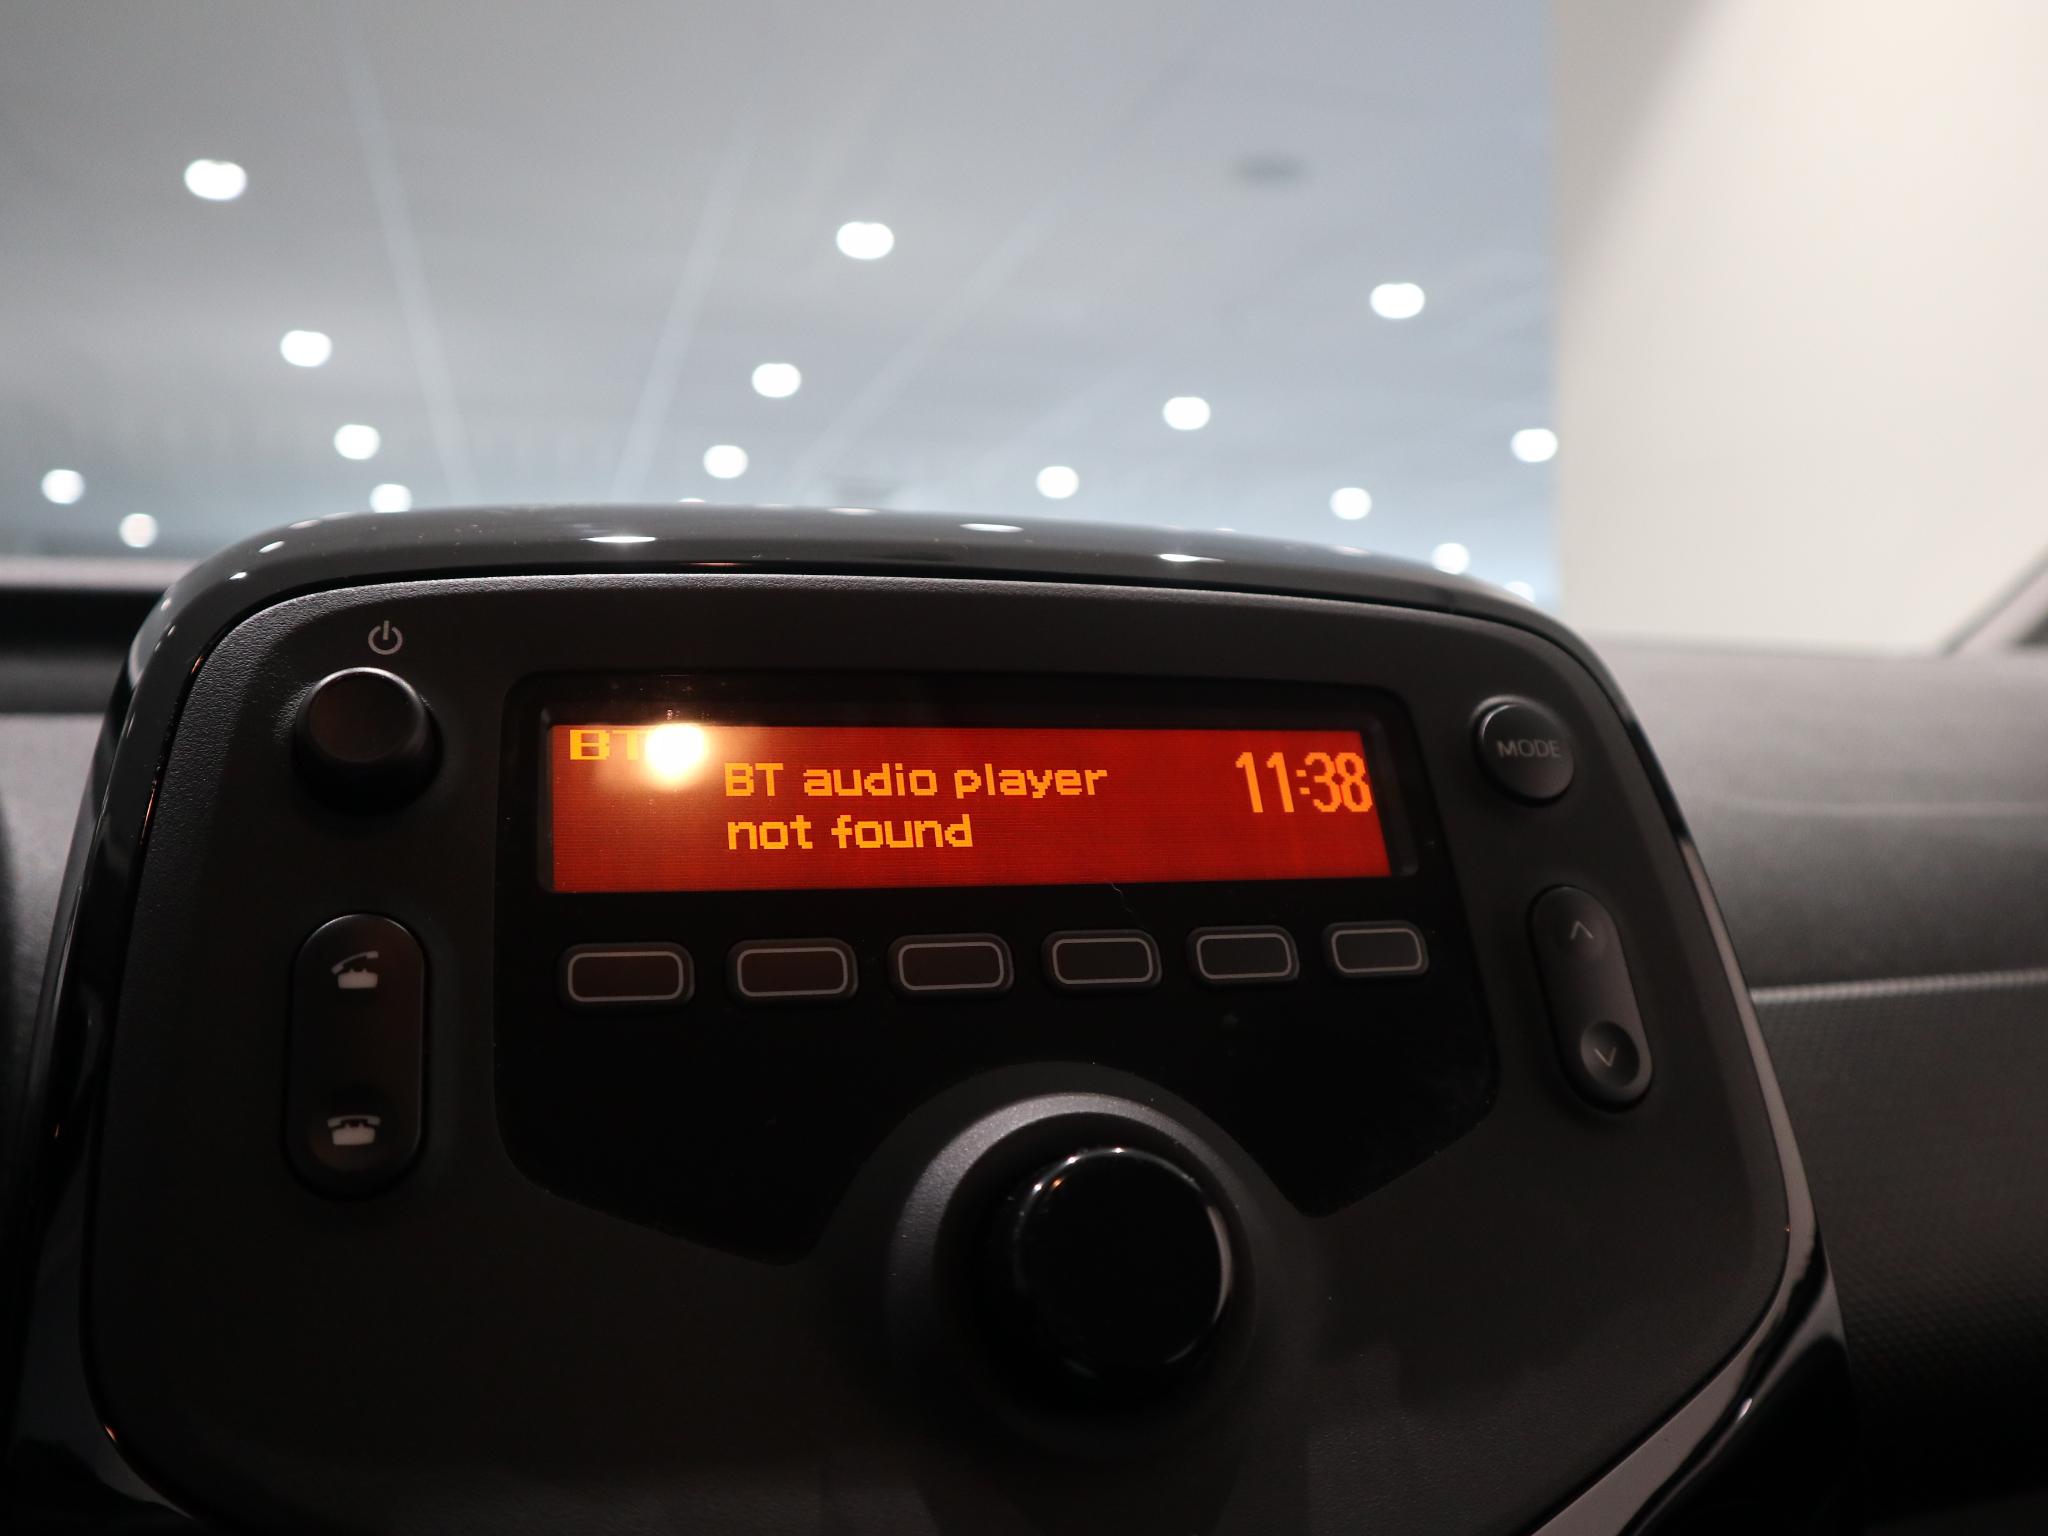 BT
BT audio player
not found
11:38
MODE